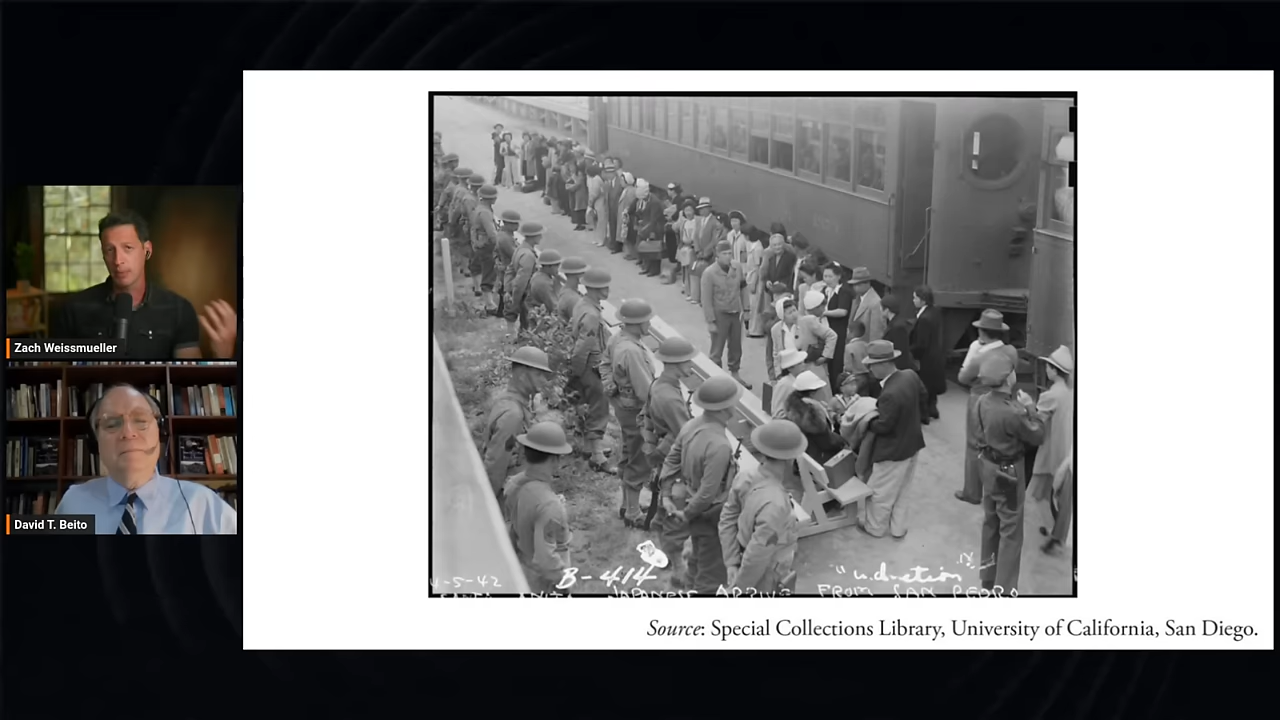 Zach Weissmueller
David T. Beito
4-5-42
B-414
JAPANESE ARRIVE FROM SAN PEDRO
Source: Special Collections Library, University of California, San Diego.